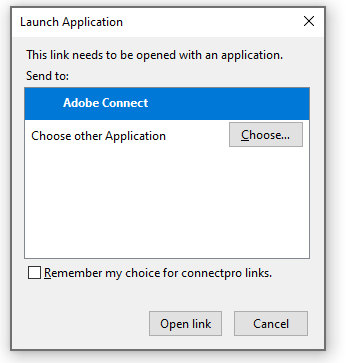 Launch Application
This link needs to be opened with an application.
Send to:
Adobe Connect
Choose other Application
Choose...
Remember my choice for connectpro links.
Open link
Cancel